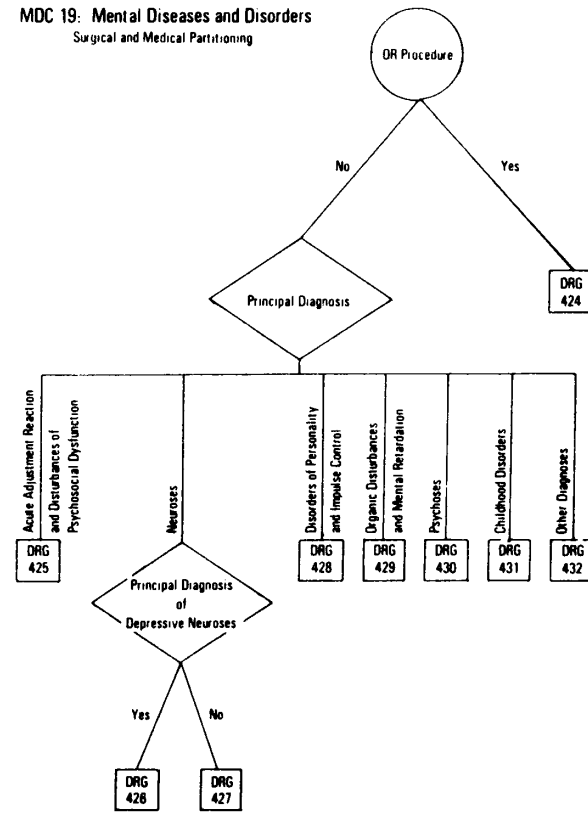 MDC 19: Mental Diseases and Disorders
Surgical and Medical Partitioning
OR Procedure
No
Yes
DRG
424
Principal Diagnosis
Acute Adjustment Reaction
and Disturbances of
Psychosocial Dysfunction
Neuroses
Disorders of Personality
and Impulse Control
Organic Disturbances
and Mental Retardation
Psychoses
Childhood Disorders
Other Diagnoses
DRG
425
DRG
428
DRG
429
DRG
430
DRG
431
DRG
432
Principal Diagnosis
of
Depressive Neuroses
Yes
No
DRG
426
DRG
427